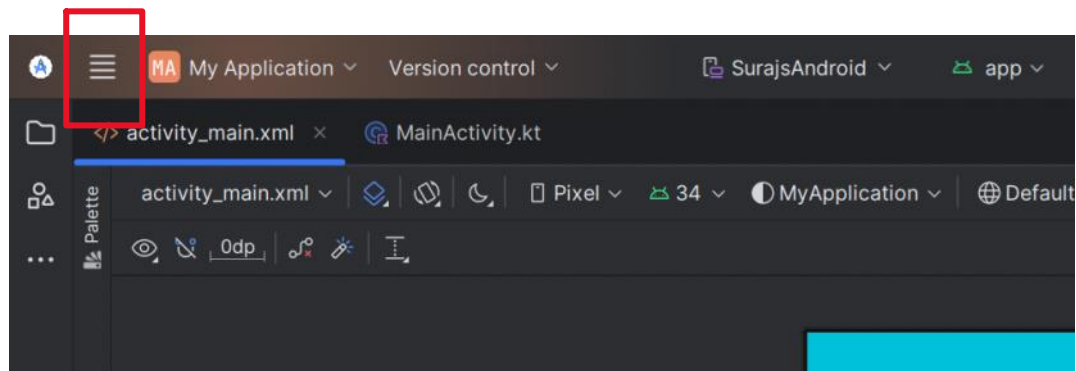 MA My Application Version control SurajsAndroid app
</> activity_main.xml × MainActivity.kt
activity_main.xml Pixel 34 MyApplication Default
Palette
0dp